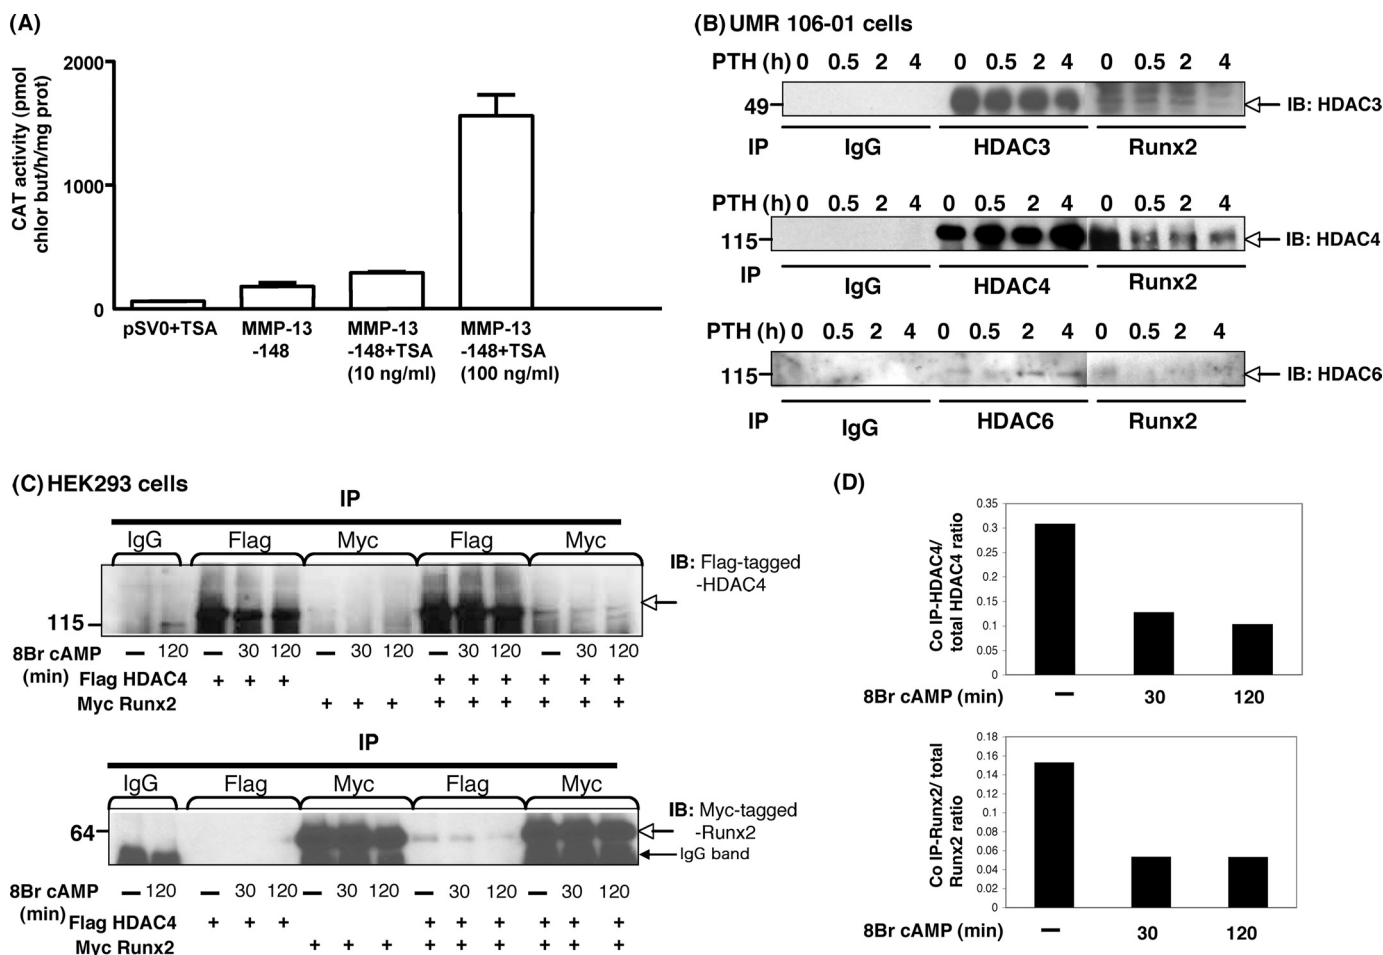 (A)
2000
1000
0
CAT activity (pmol
chlor but/h/mg prot)
pSV0+TSA
MMP-13
-148
MMP-13
-148+TSA
(10 ng/ml)
MMP-13
-148+TSA
(100 ng/ml)
(B) UMR 106-01 cells
PTH (h) 0 0.5 2 4 0 0.5 2 4 0 0.5 2 4
49
IB: HDAC3
IP IgG HDAC3 Runx2
PTH (h) 0 0.5 2 4 0 0.5 2 4 0 0.5 2 4
115
IB: HDAC4
IP IgG HDAC4 Runx2
PTH (h) 0 0.5 2 4 0 0.5 2 4 0 0.5 2 4
115
IB: HDAC6
IP IgG HDAC6 Runx2
(C) HEK293 cells
IP
IgG Flag Myc Flag Myc
IB: Flag-tagged
-HDAC4
115
8Br cAMP − 120 − 30 120 − 30 120 − 30 120 − 30 120
(min)
Flag HDAC4 + + + + + + + + +
Myc Runx2 + + + + + + + + +
IP
IgG Flag Myc Flag Myc
IB: Myc-tagged
-Runx2
64
IgG band
8Br cAMP − 120 − 30 120 − 30 120 − 30 120 − 30 120
(min)
Flag HDAC4 + + + + + + + + +
Myc Runx2 + + + + + + + + +
(D)
Co IP-HDAC4/
total HDAC4 ratio
0.35
0.3
0.25
0.2
0.15
0.1
0.05
0
8Br cAMP (min) − 30 120
Co IP-Runx2/ total
Runx2 ratio
0.18
0.16
0.14
0.12
0.1
0.08
0.06
0.04
0.02
0
8Br cAMP (min) − 30 120